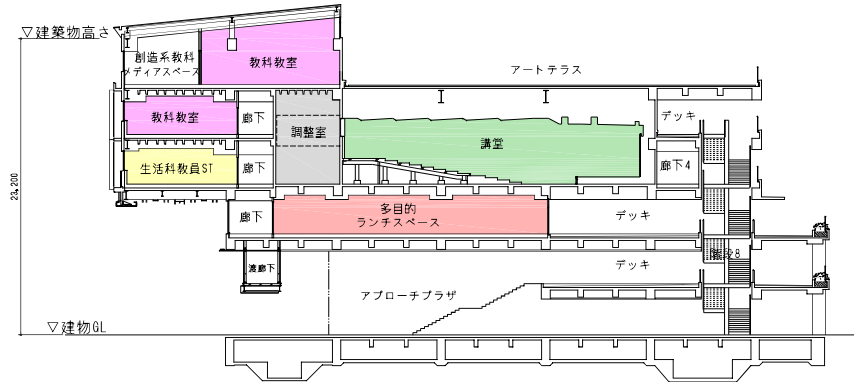 ▽建築物高さ
創造系教科
メディアスペース
教科教室
アートテラス
教科教室
廊下
調整室
講堂
デッキ
生活科教員ST
廊下
廊下4
23,200
廊下
多目的
ランチスペース
デッキ
渡廊下
デッキ
階段8
アプローチプラザ
▽建物GL